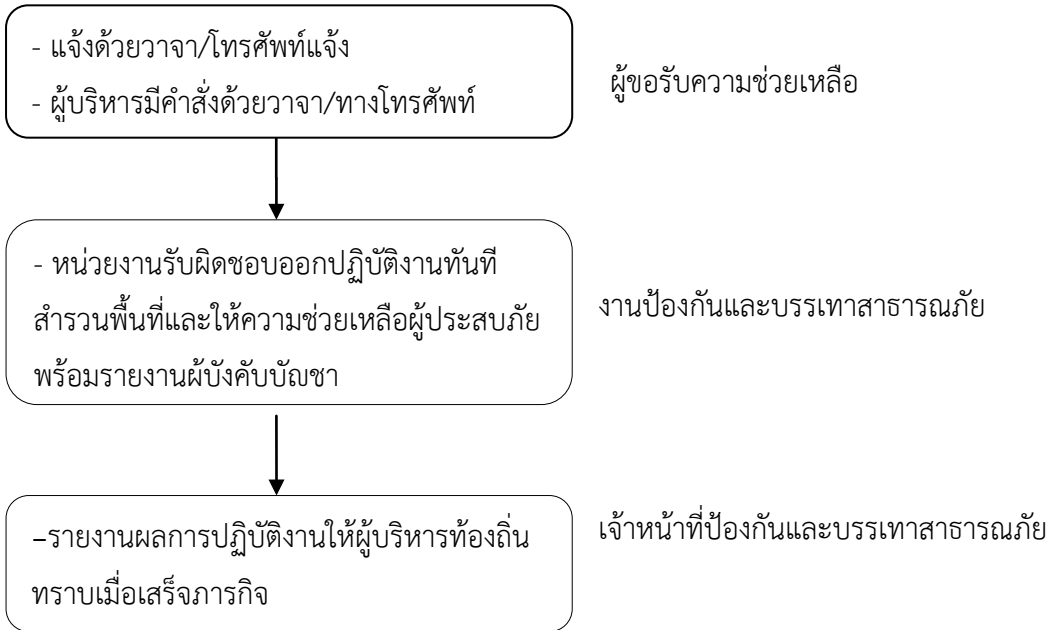 - แจ้งด้วยวาจา/โทรศัพท์แจ้ง
- ผู้บริหารมีคำสั่งด้วยวาจา/ทางโทรศัพท์
ผู้ขอรับความช่วยเหลือ
- หน่วยงานรับผิดชอบออกปฏิบัติงานทันที
สำรวนพื้นที่และให้ความช่วยเหลือผู้ประสบภัย
พร้อมรายงานผู้บังคับบัญชา
งานป้องกันและบรรเทาสาธารณภัย
–รายงานผลการปฏิบัติงานให้ผู้บริหารท้องถิ่น
ทราบเมื่อเสร็จภารกิจ
เจ้าหน้าที่ป้องกันและบรรเทาสาธารณภัย